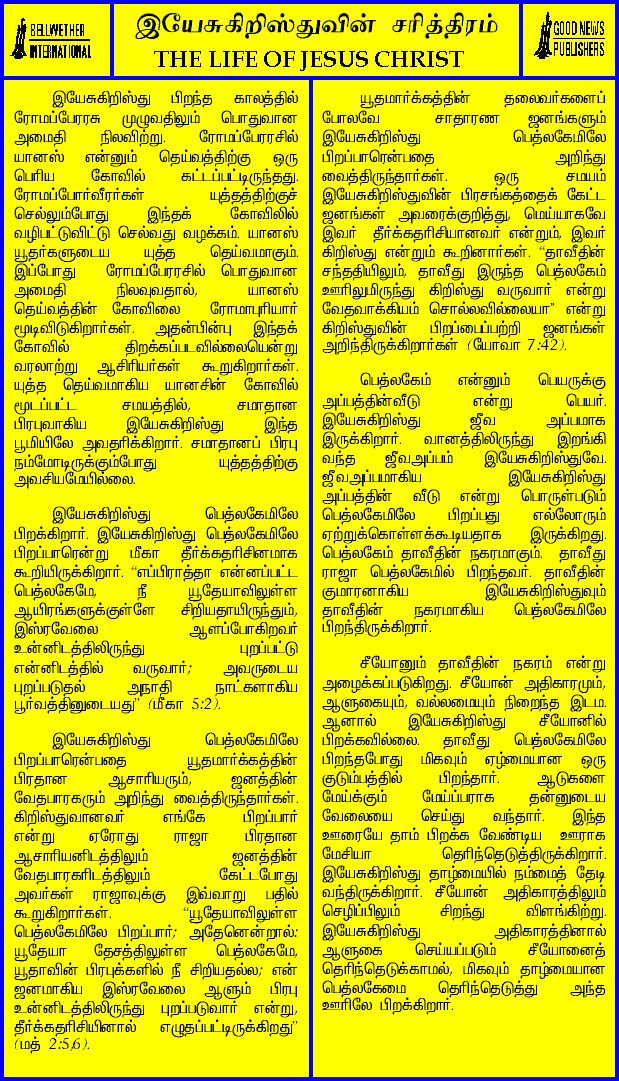 BELLWETHER
INTERNATIONAL
இயேசுகிறிஸ்துவின் சரித்திரம்
THE LIFE OF JESUS CHRIST
GOOD NEWS
PUBLISHERS
இயேசுகிறிஸ்து பிறந்த காலத்தில்
ரோமப்பேரரசு முழுவதிலும் பொதுவான
அமைதி நிலவிற்று. ரோமப்பேரரசில்
யானஸ் என்னும் தெய்வத்திற்கு ஒரு
பெரிய கோவில் கட்டப்பட்டிருந்தது.
ரோமப்போர்வீரர்கள் யுத்தத்திற்குச்
செல்லும்போது இந்தக் கோவிலில்
வழிபட்டுவிட்டு செல்வது வழக்கம். யானஸ்
யூதர்களுடைய யுத்த தெய்வமாகும்.
இப்போது ரோமப்பேரரசில் பொதுவான
அமைதி நிலவுவதால், யானஸ்
தெய்வத்தின் கோவிலை ரோமாபுரியார்
மூடிவிடுகிறார்கள். அதன்பின்பு இந்தக்
கோவில் திறக்கப்படவில்லையென்று
வரலாற்று ஆசிரியர்கள் கூறுகிறார்கள்.
யுத்த தெய்வமாகிய யானசின் கோவில்
மூடப்பட்ட சமயத்தில், சமாதான
பிரபுவாகிய இயேசுகிறிஸ்து இந்த
பூமியிலே அவதரிக்கிறார். சமாதானப் பிரபு
நம்மோடிருக்கும்போது யுத்தத்திற்கு
அவசியமேயில்லை.
இயேசுகிறிஸ்து பெத்லகேமிலே
பிறக்கிறார். இயேசுகிறிஸ்து பெத்லகேமிலே
பிறப்பாரென்று மீகா தீர்க்கதரிசினமாக
கூறியிருக்கிறார். “எப்பிராத்தா என்னப்பட்ட
பெத்லகேமே, நீ யூதேயாவிலுள்ள
ஆயிரங்களுக்குள்ளே சிறியதாயிருந்தும்,
இஸ்ரவேலை ஆளப்போகிறவர்
உன்னிடத்திலிருந்து புறப்பட்டு
என்னிடத்தில் வருவார்; அவருடைய
புறப்படுதல் அநாதி நாட்களாகிய
பூர்வத்தினுடையது” (மீகா 5:2).
இயேசுகிறிஸ்து பெத்லகேமிலே
பிறப்பாரென்பதை யூதமார்க்கத்தின்
பிரதான ஆசாரியரும், ஜனத்தின்
வேதபாரகரும் அறிந்து வைத்திருந்தார்கள்.
கிறிஸ்துவானவர் எங்கே பிறப்பார்
என்று ஏரோது ராஜா பிரதான
ஆசாரியனிடத்திலும் ஜனத்தின்
வேதபாரகரிடத்திலும் கேட்டபோது
அவர்கள் ராஜாவுக்கு இவ்வாறு பதில்
கூறுகிறார்கள். “யூதேயாவிலுள்ள
பெத்லகேமிலே பிறப்பார்; அதேனென்றால்:
யூதேயா தேசத்திலுள்ள பெத்லகேமே,
யூதாவின் பிரபுக்களில் நீ சிறியதல்ல; என்
ஜனமாகிய இஸ்ரவேலை ஆளும் பிரபு
உன்னிடத்திலிருந்து புறப்படுவார் என்று,
தீர்க்கதரிசியினால் எழுதப்பட்டிருக்கிறது”
(மத் 2:5,6).
யூதமார்க்கத்தின் தலைவர்களைப்
போலவே சாதாரண ஜனங்களும்
இயேசுகிறிஸ்து பெத்லகேமிலே
பிறப்பாரென்பதை அறிந்து
வைத்திருந்தார்கள். ஒரு சமயம்
இயேசுகிறிஸ்துவின் பிரசங்கத்தைக் கேட்ட
ஜனங்கள் அவரைக்குறித்து, மெய்யாகவே
இவர் தீர்க்கதரிசியானவர் என்றும், இவர்
கிறிஸ்து என்றும் கூறினார்கள். “தாவீதின்
சந்ததியிலும், தாவீது இருந்த பெத்லகேம்
ஊரிலுமிருந்து கிறிஸ்து வருவார் என்று
வேதவாக்கியம் சொல்லவில்லையா” என்று
கிறிஸ்துவின் பிறப்பைப்பற்றி ஜனங்கள்
அறிந்திருக்கிறார்கள் (யோவா 7:42).
பெத்லகேம் என்னும் பெயருக்கு
அப்பத்தின்வீடு என்று பெயர்.
இயேசுகிறிஸ்து ஜீவ அப்பமாக
இருக்கிறார். வானத்திலிருந்து இறங்கி
வந்த ஜீவஅப்பம் இயேசுகிறிஸ்துவே.
ஜீவஅப்பமாகிய இயேசுகிறிஸ்து
அப்பத்தின் வீடு என்று பொருள்படும்
பெத்லகேமிலே பிறப்பது எல்லோரும்
ஏற்றுக்கொள்ளக்கூடியதாக இருக்கிறது.
பெத்லகேம் தாவீதின் நகரமாகும். தாவீது
ராஜா பெத்லகேமில் பிறந்தவர். தாவீதின்
குமாரனாகிய இயேசுகிறிஸ்துவும்
தாவீதின் நகரமாகிய பெத்லகேமிலே
பிறந்திருக்கிறார்.
சீயோனும் தாவீதின் நகரம் என்று
அழைக்கப்படுகிறது. சீயோன் அதிகாரமும்,
ஆளுகையும், வல்லமையும் நிறைந்த இடம்.
ஆனால் இயேசுகிறிஸ்து சீயோனில்
பிறக்கவில்லை. தாவீது பெத்லகேமிலே
பிறந்தபோது மிகவும் ஏழ்மையான ஒரு
குடும்பத்தில் பிறந்தார். ஆடுகளை
மேய்க்கும் மேய்ப்பராக தன்னுடைய
வேலையை செய்து வந்தார். இந்த
ஊரையே தாம் பிறக்க வேண்டிய ஊராக
மேசியா தெரிந்தெடுத்திருக்கிறார்.
இயேசுகிறிஸ்து தாழ்மையில் நம்மைத் தேடி
வந்திருக்கிறார். சீயோன் அதிகாரத்திலும்
செழிப்பிலும் சிறந்து விளங்கிற்று.
இயேசுகிறிஸ்து அதிகாரத்தினால்
ஆளுகை செய்யப்படும் சீயோனைத்
தெரிந்தெடுக்காமல், மிகவும் தாழ்மையான
பெத்லகேமை தெரிந்தெடுத்து அந்த
ஊரிலே பிறக்கிறார்.